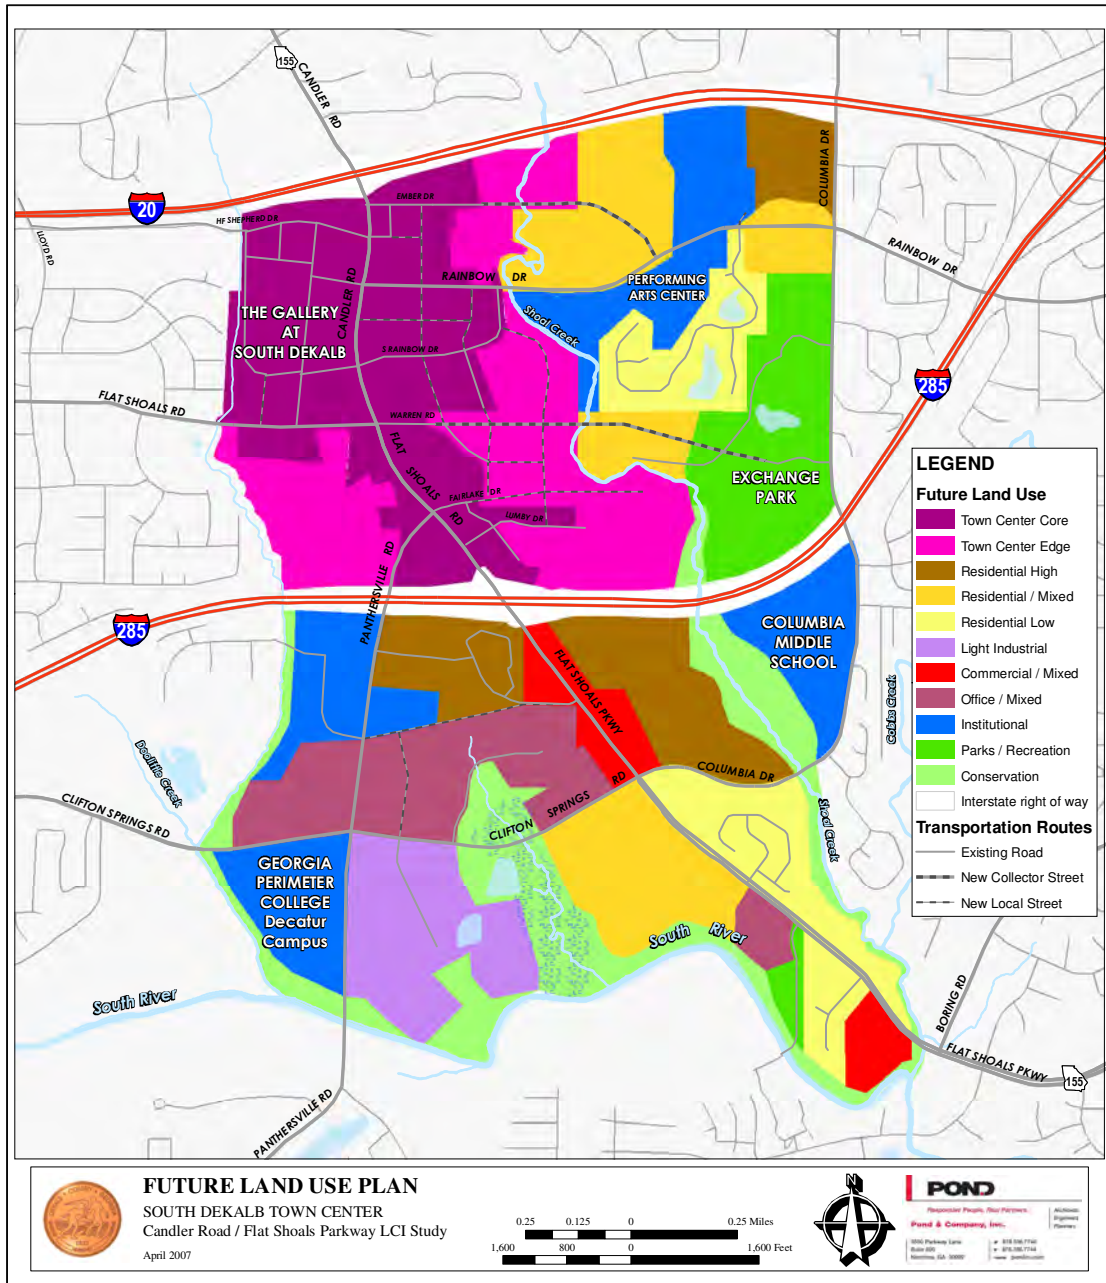 155
CANDLER RD
20
HF SHEPHERD DR
LLOYD RD
EMBER DR
COLUMBIA DR
RAINBOW DR
RAINBOW DR
PERFORMING
ARTS CENTER
CANDLER RD
THE GALLERY
AT
SOUTH DEKALB
Shoal Creek
S RAINBOW DR
285
FLAT SHOALS RD
WARREN RD
FLAT SHOALS RD
EXCHANGE
PARK
FAIRLAKE DR
LUMBY DR
PANTHERSVILLE RD
285
COLUMBIA
MIDDLE
SCHOOL
FLAT SHOALS PKWY
Cobbs Creek
Doolittle Creek
COLUMBIA DR
CLIFTON SPRINGS RD
CLIFTON SPRINGS RD
Shoal Creek
GEORGIA
PERIMETER
COLLEGE
Decatur
Campus
South River
South River
BORING RD
FLAT SHOALS PKWY
155
PANTHERSVILLE RD
LEGEND
Future Land Use
Town Center Core
Town Center Edge
Residential High
Residential / Mixed
Residential Low
Light Industrial
Commercial / Mixed
Office / Mixed
Institutional
Parks / Recreation
Conservation
Interstate right of way
Transportation Routes
Existing Road
New Collector Street
New Local Street
FUTURE LAND USE PLAN
SOUTH DEKALB TOWN CENTER
Candler Road / Flat Shoals Parkway LCI Study
April 2007
0.25 0.125 0 0.25 Miles
1,600 800 0 1,600 Feet
N
POND
Pond & Company, Inc.